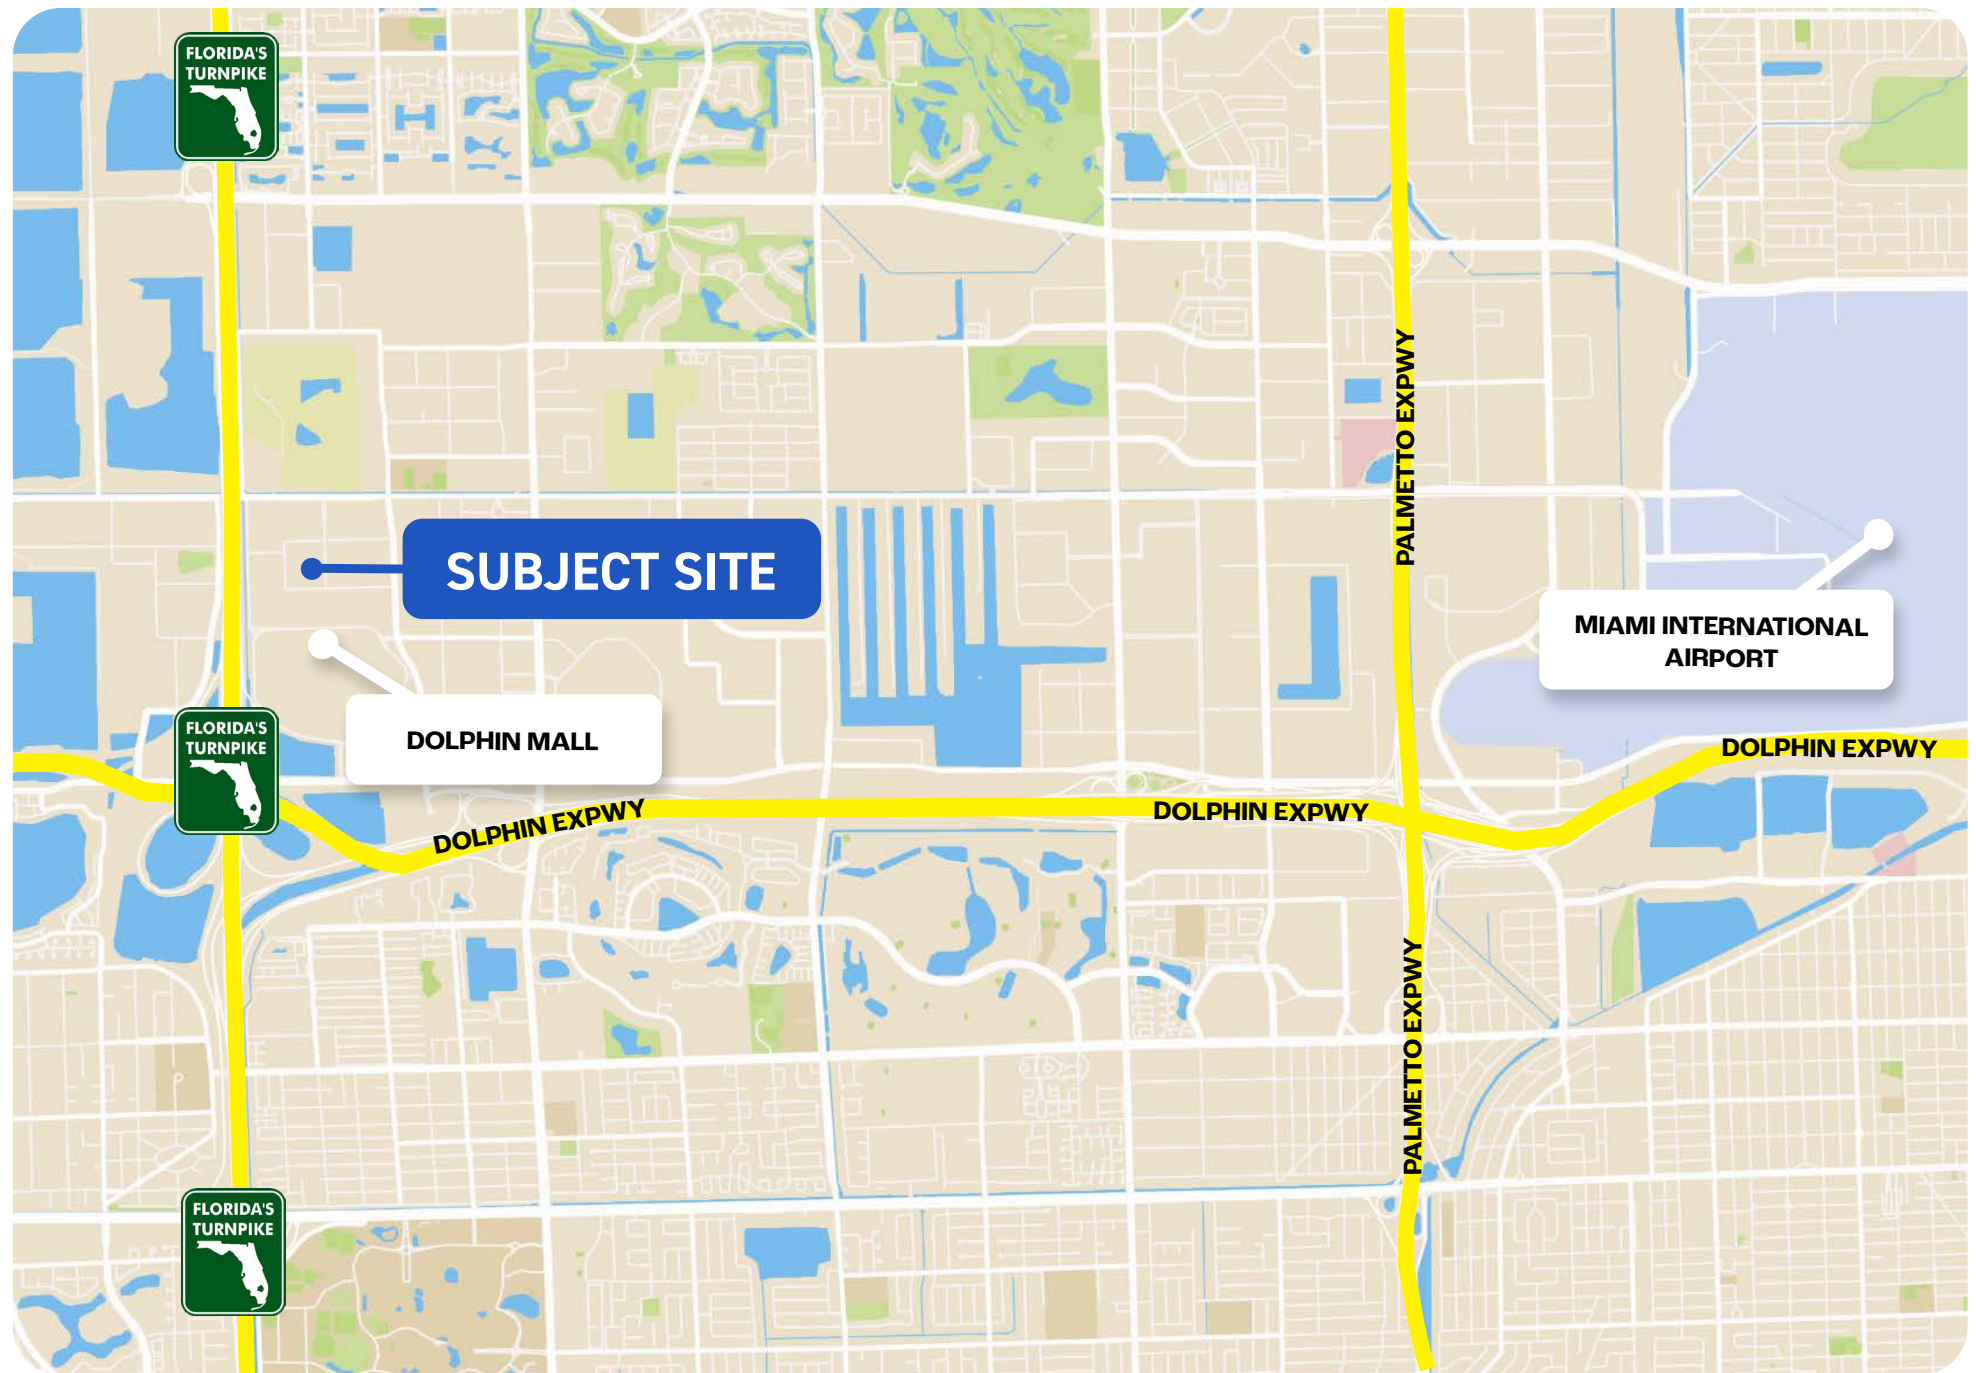 FLORIDA'S
TURNPIKE
PALMETTO EXPWY
SUBJECT SITE
MIAMI INTERNATIONAL
AIRPORT
DOLPHIN MALL
FLORIDA'S
TURNPIKE
DOLPHIN EXPWY
DOLPHIN EXPWY
DOLPHIN EXPWY
PALMETTO EXPWY
FLORIDA'S
TURNPIKE